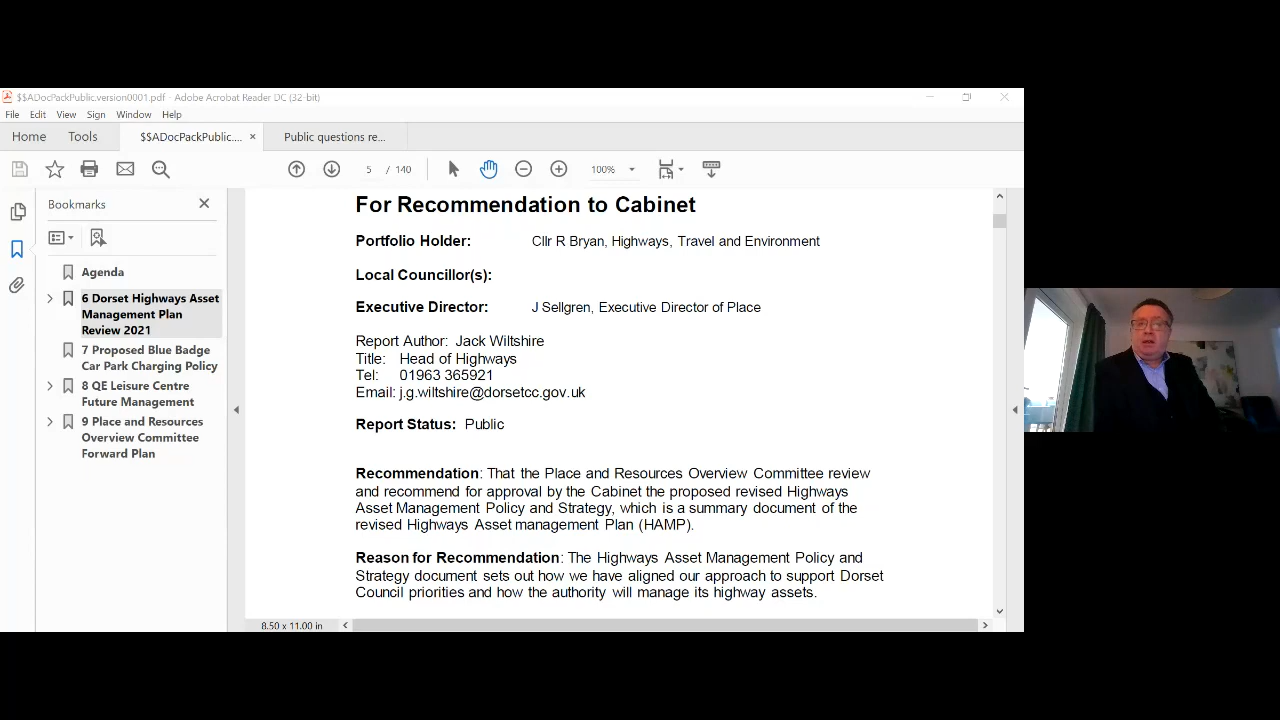 $$ADocPackPublic.version0001.pdf - Adobe Acrobat Reader DC (32-bit)
File Edit View Sign Window Help
Home Tools $$ADocPackPublic.... × Public questions re...
5 / 140 100%
Bookmarks
Agenda
6 Dorset Highways Asset
Management Plan
Review 2021
7 Proposed Blue Badge
Car Park Charging Policy
8 QE Leisure Centre
Future Management
9 Place and Resources
Overview Committee
Forward Plan
For Recommendation to Cabinet
Portfolio Holder: Cllr R Bryan, Highways, Travel and Environment
Local Councillor(s):
Executive Director: J Sellgren, Executive Director of Place
Report Author: Jack Wiltshire
Title: Head of Highways
Tel: 01963 365921
Email: j.g.wiltshire@dorsetcc.gov.uk
Report Status: Public
Recommendation: That the Place and Resources Overview Committee review
and recommend for approval by the Cabinet the proposed revised Highways
Asset Management Policy and Strategy, which is a summary document of the
revised Highways Asset management Plan (HAMP).
Reason for Recommendation: The Highways Asset Management Policy and
Strategy document sets out how we have aligned our approach to support Dorset
Council priorities and how the authority will manage its highway assets.
8.50 x 11.00 in